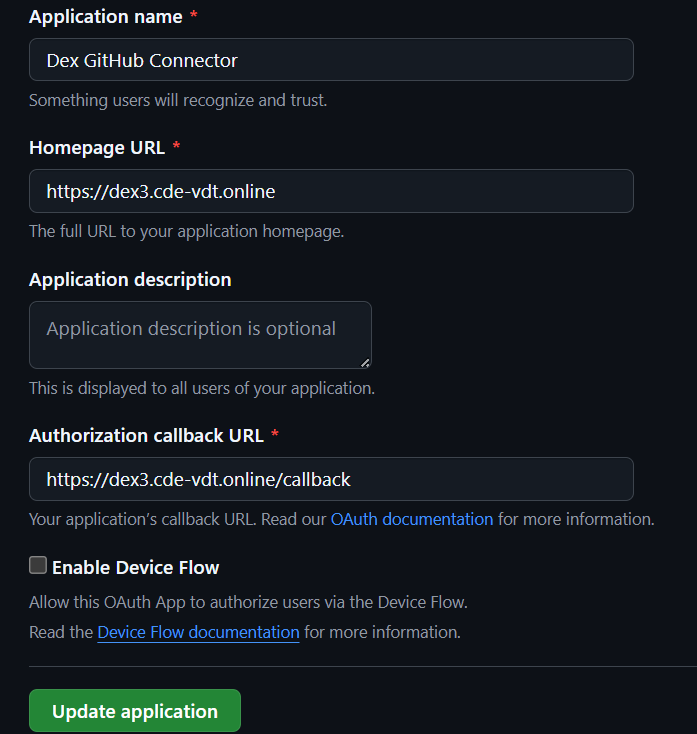 Application name *
Dex GitHub Connector
Something users will recognize and trust.
Homepage URL *
https://dex3.cde-vdt.online
The full URL to your application homepage.
Application description
Application description is optional
This is displayed to all users of your application.
Authorization callback URL *
https://dex3.cde-vdt.online/callback
Your application’s callback URL. Read our OAuth documentation for more information.
Enable Device Flow
Allow this OAuth App to authorize users via the Device Flow.
Read the Device Flow documentation for more information.
Update application